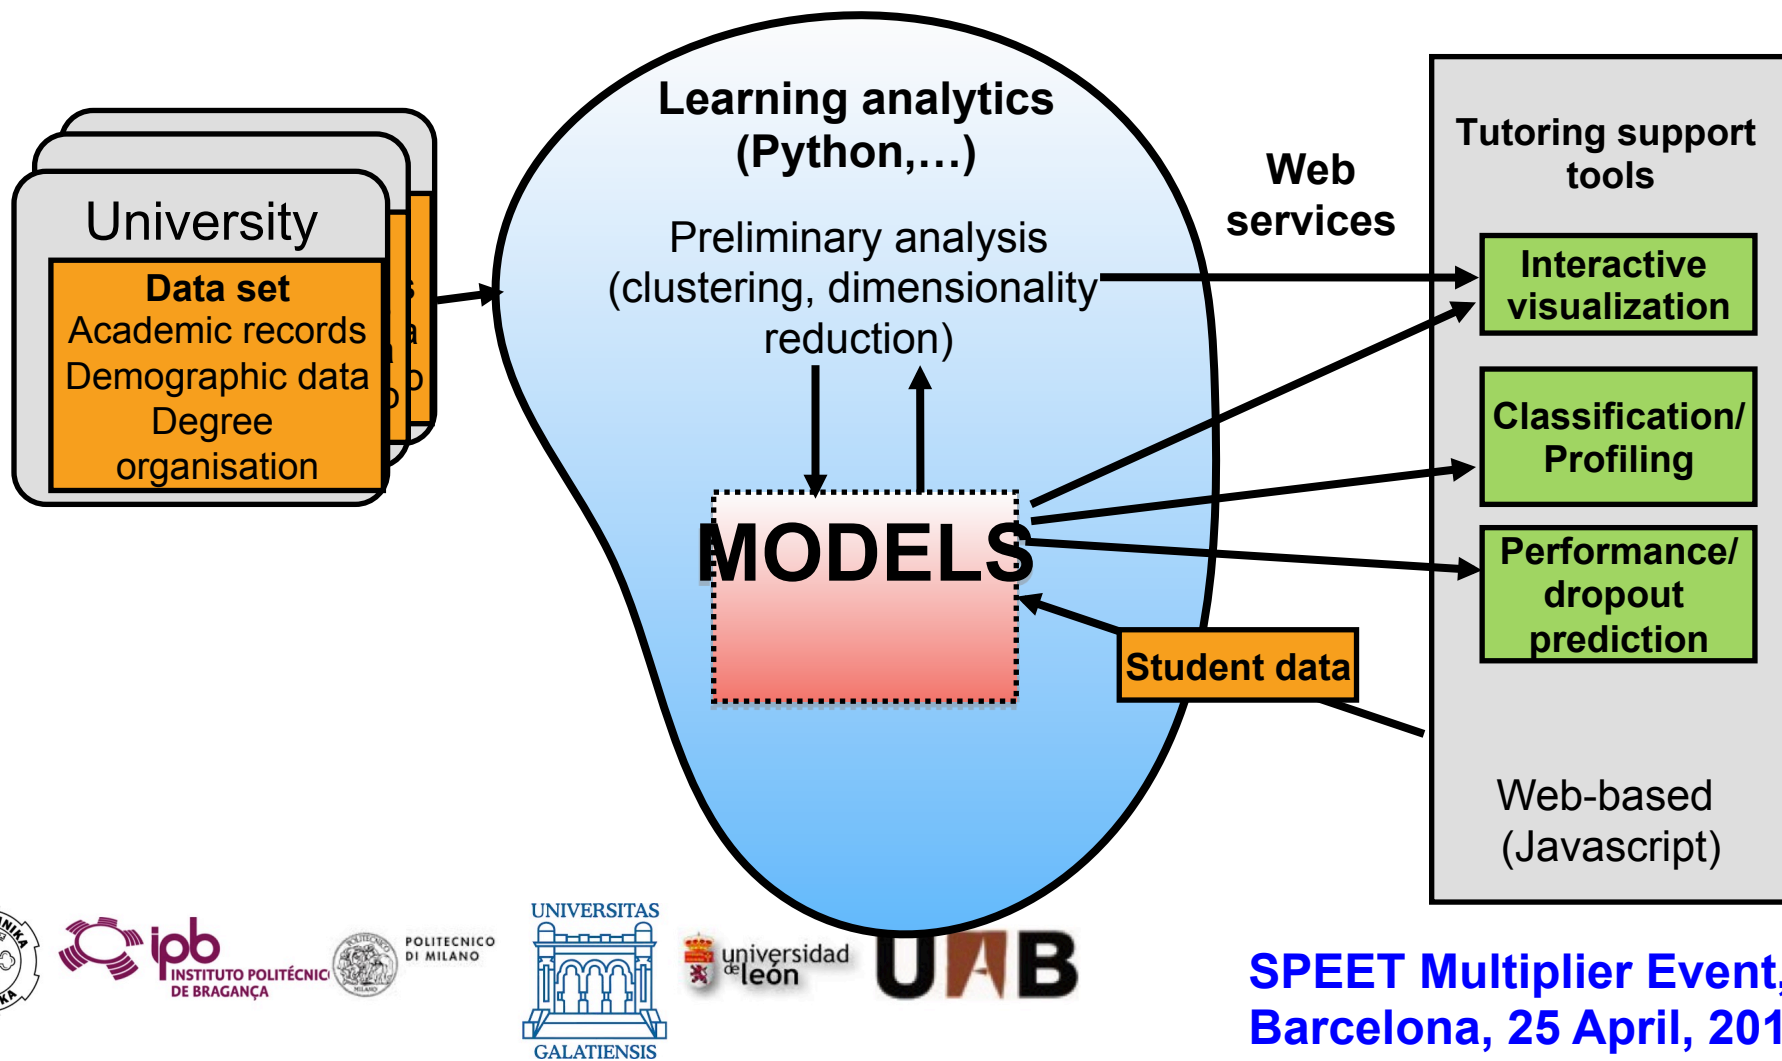 University
Data set
Academic records
Demographic data
Degree
organisation
Learning analytics
(Python,...)
Preliminary analysis
(clustering, dimensionality
reduction)
MODELS
Web
services
Student data
Tutoring support
tools
Interactive
visualization
Classification/
Profiling
Performance/
dropout
prediction
Web-based
(Javascript)
ipb
INSTITUTO POLITÉCNIC
DE BRAGANÇA
POLITECNICO
DI MILANO
UNIVERSITAS
GALATIENSIS
universidad
de león
UAB
SPEET Multiplier Event,
Barcelona, 25 April, 201